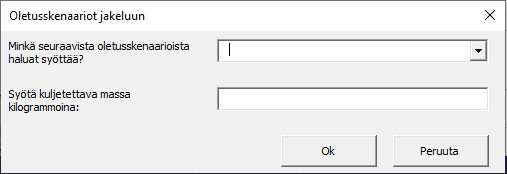 Oletusskenaariot jakeluun
Minkä seuraavista oletusskenaarioista
haluat syöttää?
Syötä kuljetettava massa
kilogrammoina:
Ok
Peruuta